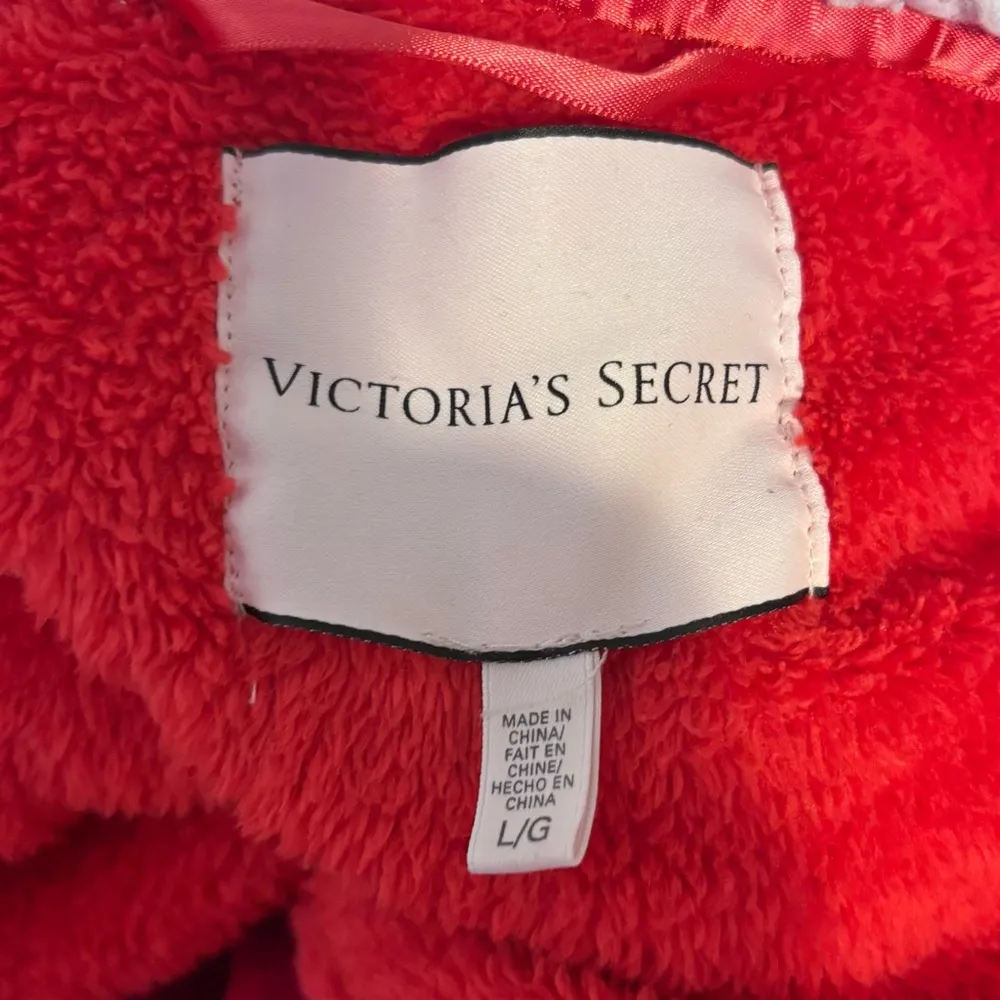 VICTORIA'S SECRET
MADE IN
CHINA/
FAIT EN
CHINE/
HECHO EN
CHINA
L/G